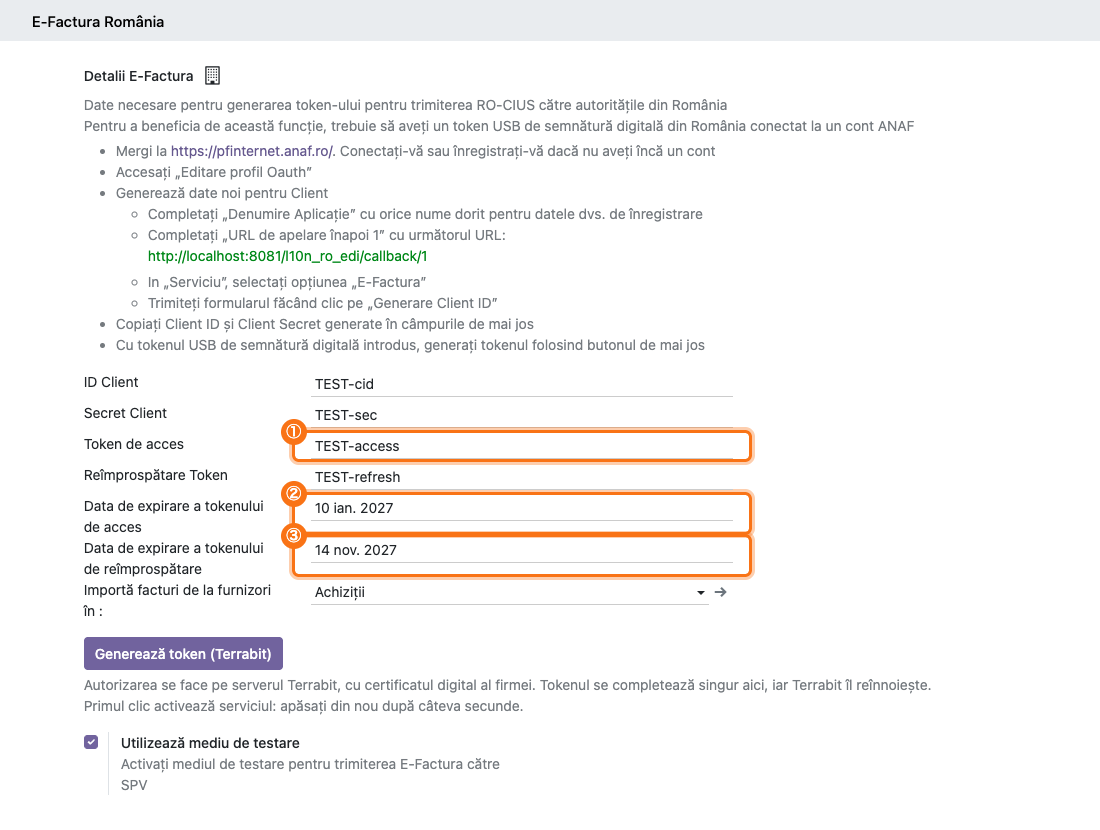 E-Factura România
Detalii E-Factura
Date necesare pentru generarea token-ului pentru trimiterea RO-CIUS către autoritățile din România
Pentru a beneficia de această funcție, trebuie să aveți un token USB de semnătură digitală din România conectat la un cont ANAF
Mergi la https://pfinternet.anaf.ro/. Conectați-vă sau înregistrați-vă dacă nu aveți încă un cont
Accesați „Editare profil Oauth”
Generează date noi pentru Client
Completați „Denumire Aplicație” cu orice nume dorit pentru datele dvs. de înregistrare
Completați „URL de apelare înapoi 1” cu următorul URL:
http://localhost:8081/l10n_ro_edi/callback/1
In „Serviciu”, selectați opțiunea „E-Factura”
Trimiteți formularul făcând clic pe „Generare Client ID”
Copiați Client ID și Client Secret generate în câmpurile de mai jos
Cu tokenul USB de semnătură digitală introdus, generați tokenul folosind butonul de mai jos
ID Client TEST-cid
Secret Client TEST-sec
①
Token de acces TEST-access
Reîmprospătare Token TEST-refresh
②
Data de expirare a tokenului 10 ian. 2027
de acces
③
Data de expirare a tokenului 14 nov. 2027
de reîmprospătare
Importă facturi de la furnizori Achiziții
în :
Generează token (Terrabit)
Autorizarea se face pe serverul Terrabit, cu certificatul digital al firmei. Tokenul se completează singur aici, iar Terrabit îl reînnoiește.
Primul clic activează serviciul: apăsați din nou după câteva secunde.
Utilizează mediu de testare
Activați mediul de testare pentru trimiterea E-Factura către
SPV